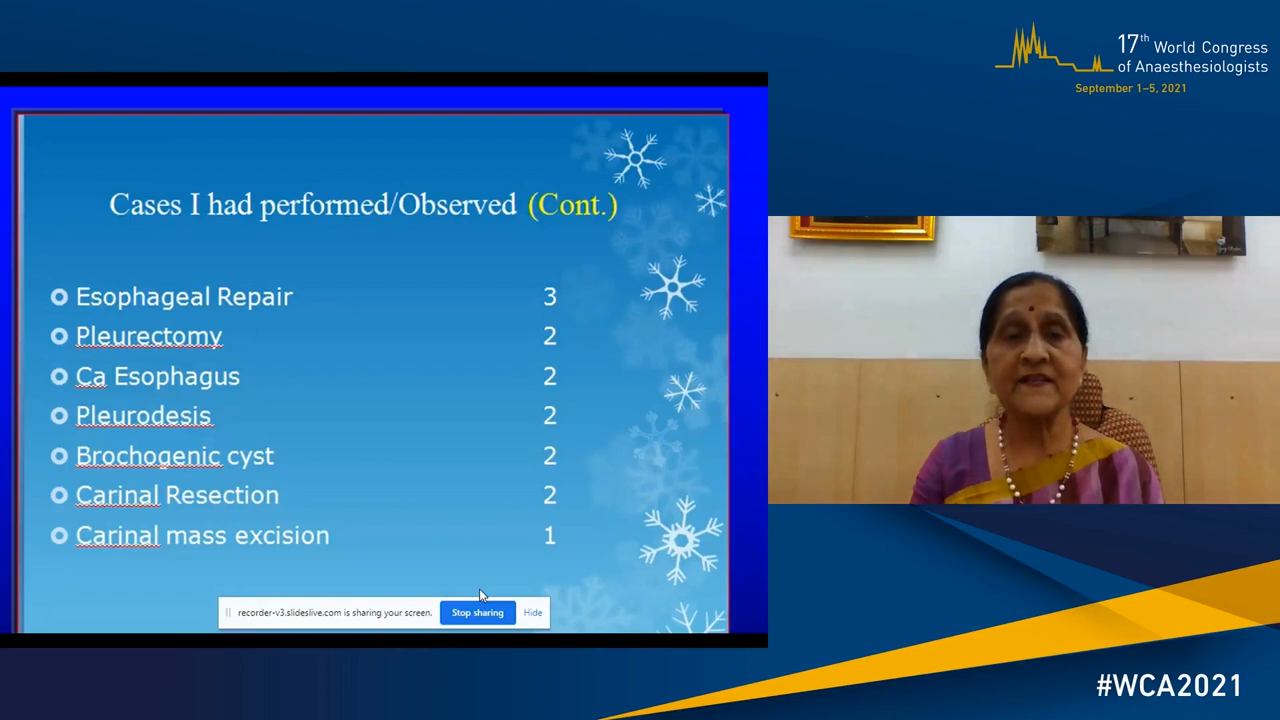 17th World Congress
of Anaesthesiologists
September 1–5, 2021
Cases I had performed/Observed (Cont.)
Esophageal Repair 3
Pleurectomy 2
Ca Esophagus 2
Pleurodesis 2
Brochogenic cyst 2
Carinal Resection 2
Carinal mass excision 1
recorder-v3.slideslive.com is sharing your screen. Stop sharing Hide
#WCA2021